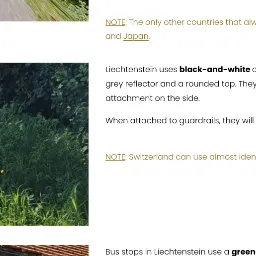 NOTE: The only other countries that
and Japan.
Liechtenstein uses black-and-white
grey reflector and a rounded top. They
attachment on the side.
When attached to guardrails, they will
NOTE: Switzerland can use almost
Bus stops in Liechtenstein use a green